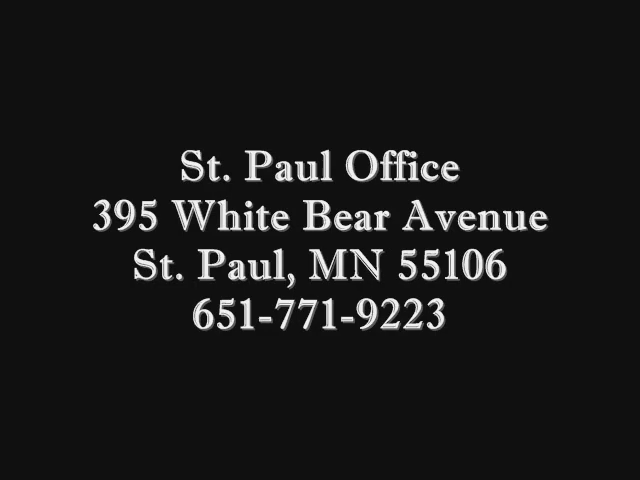 St. Paul Office
395 White Bear Avenue
St. Paul, MN 55106
651-771-9223